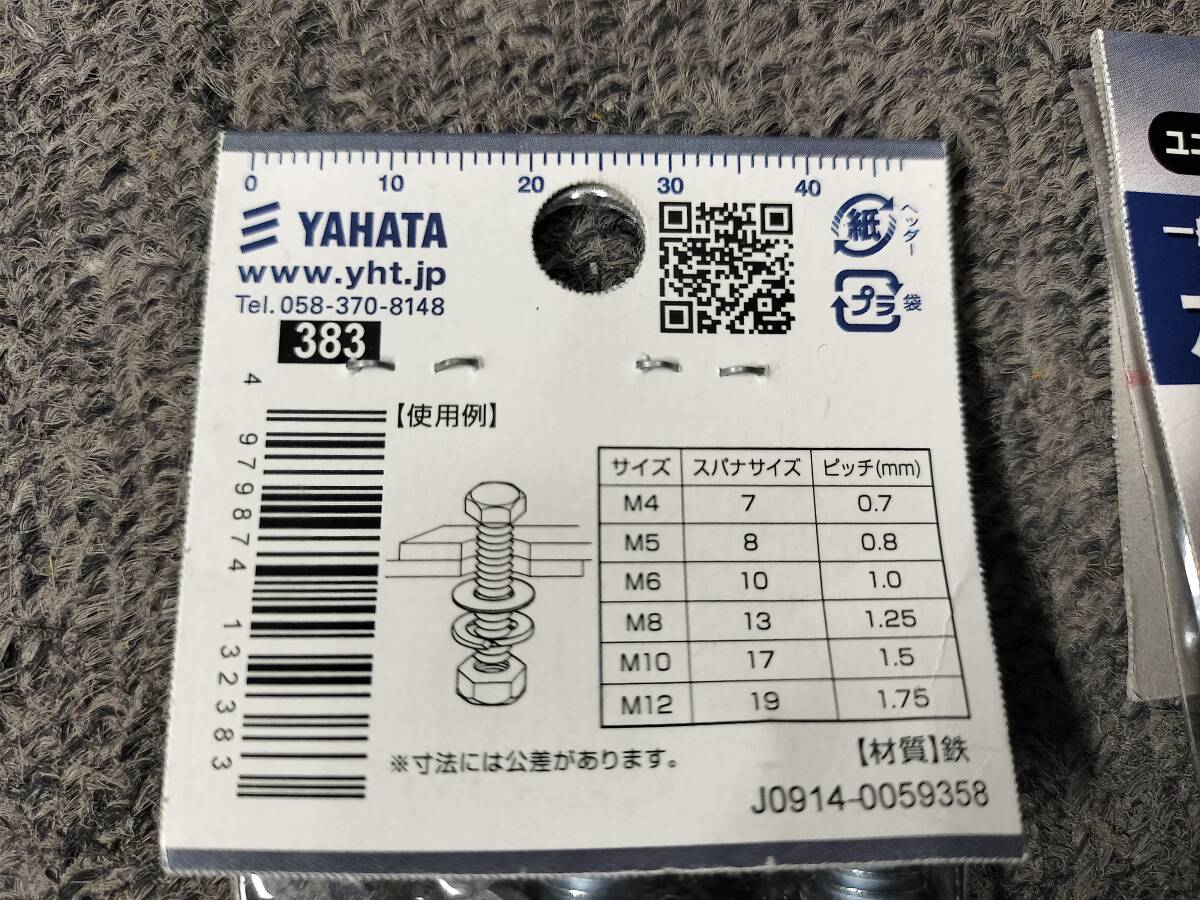 0 10 20 30 40
YAHATA
www.yht.jp
Tel.058-370-8148
383
紙
ヘッダー
プラ
袋
4 979874 132383
【使用例】
サイズ スパナサイズ ピッチ(mm)
M4 7 0.7
M5 8 0.8
M6 10 1.0
M8 13 1.25
M10 17 1.5
M12 19 1.75
※寸法には公差があります。
【材質】鉄
J0914-0059358
ユニ